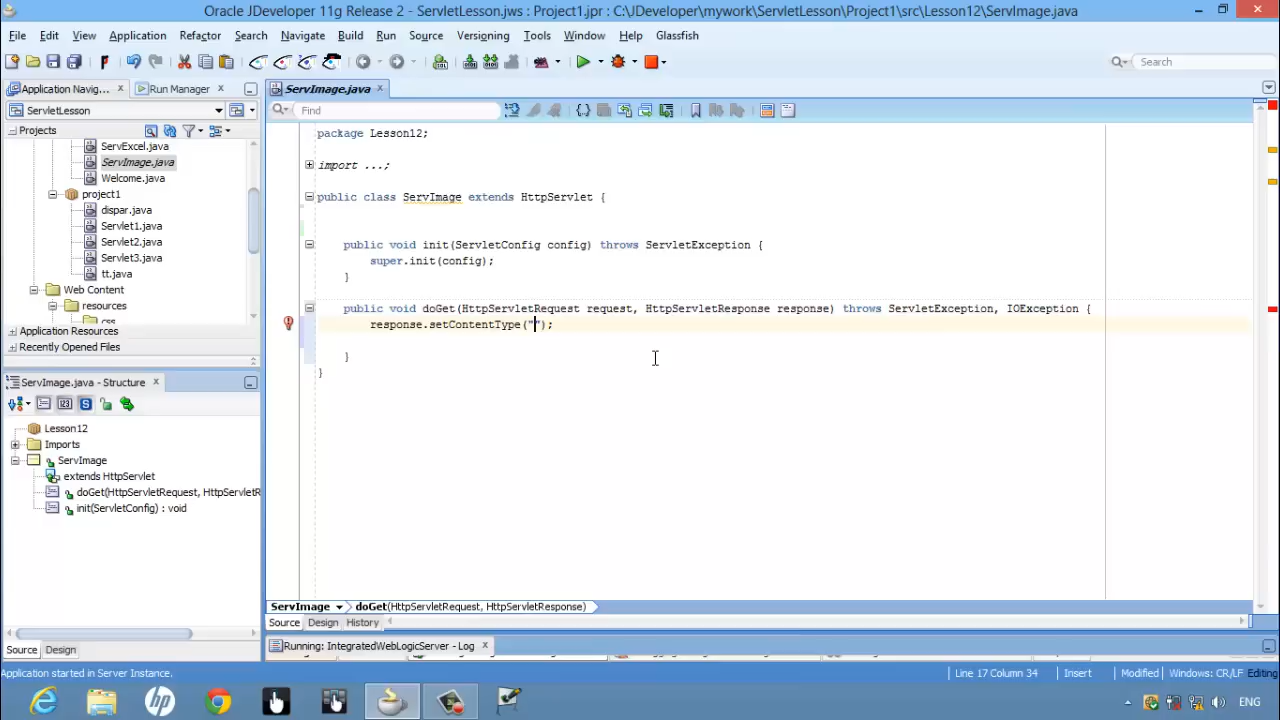 Oracle JDeveloper 11g Release 2 - ServletLesson.jws : Project1.jpr : C:\JDeveloper\mywork\ServletLesson\Project1\src\Lesson12\ServImage.java
File Edit View Application Refactor Search Navigate Build Run Source Versioning Tools Window Help Glassfish
Search
Application Navig... Run Manager
ServImage.java
ServletLesson
Find
Projects
ServExcel.java
ServImage.java
Welcome.java
project1
dispar.java
Servlet1.java
Servlet2.java
Servlet3.java
tt.java
Web Content
resources
css
Application Resources
Recently Opened Files
package Lesson12;
import ...;
public class ServImage extends HttpServlet {
public void init(ServletConfig config) throws ServletException {
super.init(config);
}
public void doGet(HttpServletRequest request, HttpServletResponse response) throws ServletException, IOException {
response.setContentType("");
}
}
ServImage.java - Structure
Lesson12
Imports
ServImage
extends HttpServlet
doGet(HttpServletRequest, HttpServletR
init(ServletConfig) : void
Source Design
ServImage doGet(HttpServletRequest, HttpServletResponse)
Source Design History
Running: IntegratedWebLogicServer - Log
Application started in Server Instance.
Line 17 Column 34 Insert Modified Windows: CR/LF Editing
hp
ENG